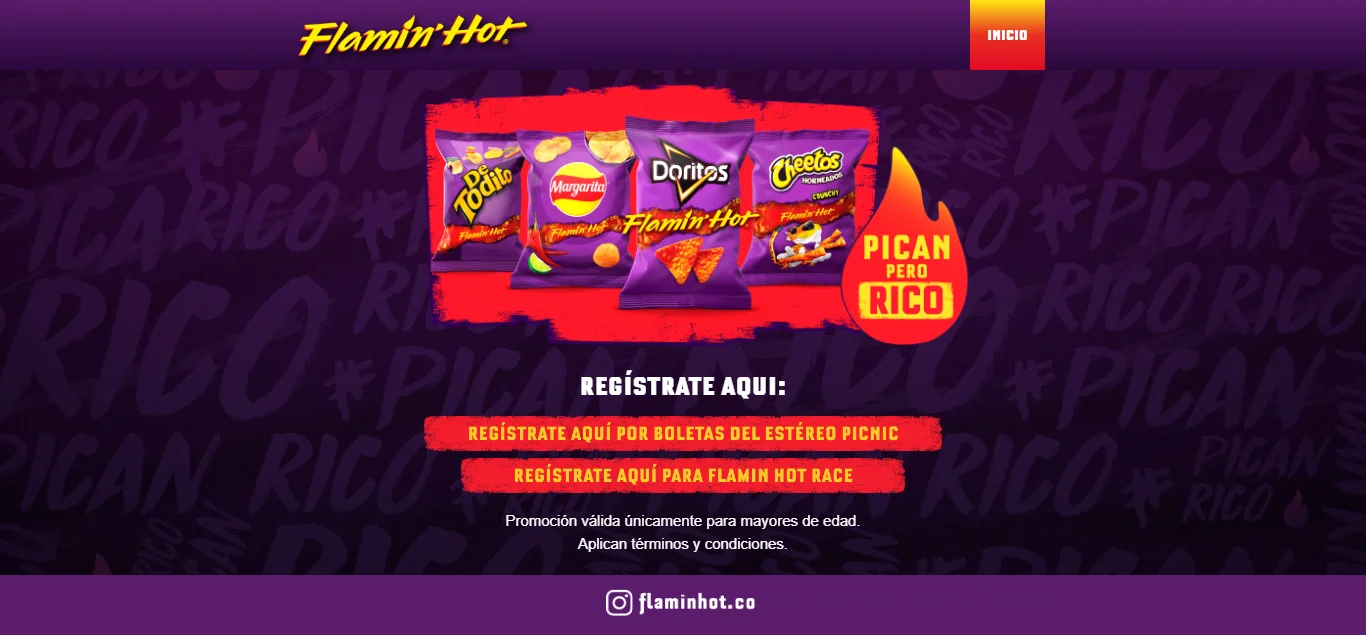 Flamin' Hot
INICIO
De Todito
Flamin' Hot
Margarita
Flamin' Hot
Doritos
Flamin' Hot
Cheetos
HORNEADOS
CRUNCHY
Flamin' Hot
PICAN
PERO
RICO
REGÍSTRATE AQUI:
REGÍSTRATE AQUÍ POR BOLETAS DEL ESTÉREO PICNIC
REGÍSTRATE AQUÍ PARA FLAMIN HOT RACE
Promoción válida únicamente para mayores de edad.
Aplican términos y condiciones.
flaminhot.co